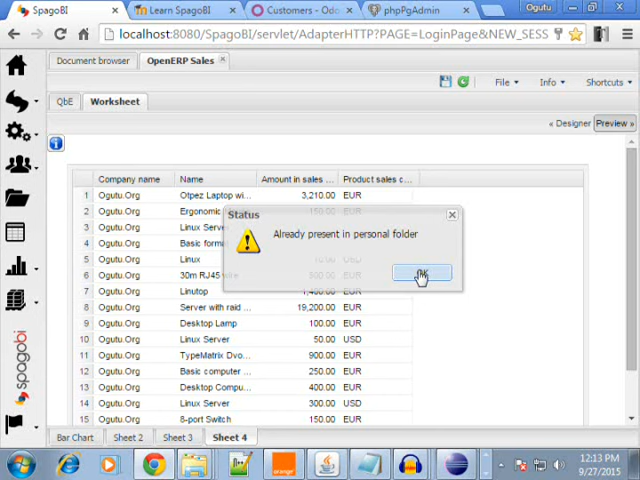 SpagoBI
Learn SpagoBI
Customers - Odo
phpPgAdmin
Ogutu
localhost:8080/SpagoBI/servlet/AdapterHTTP?PAGE=LoginPage&NEW_SESS
Document browser
OpenERP Sales
File
Info
Shortcuts
QbE
Worksheet
« Designer
Preview »
Company name Name Amount in sales ... Product sales c...
1 Ogutu.Org Otpez Laptop wi... 3,210.00 EUR
2 Ogutu.Org Ergonomic
3 Ogutu.Org Linux Server
4 Ogutu.Org Basic
5 Ogutu.Org Linux
6 Ogutu.Org 30m RJ45
7 Ogutu.Org Linutop EUR
8 Ogutu.Org Server with raid ... 19,200.00 EUR
9 Ogutu.Org Desktop Lamp 100.00 EUR
10 Ogutu.Org Linux Server 50.00 USD
11 Ogutu.Org TypeMatrix Dvo... 900.00 EUR
12 Ogutu.Org Basic computer ... 250.00 EUR
13 Ogutu.Org Desktop Compu... 400.00 EUR
14 Ogutu.Org Linux Server 300.00 USD
15 Ogutu.Org 8-port Switch 150.00 EUR
Status
Already present in personal folder
OK
spagobi
Bar Chart
Sheet 2
Sheet 3
Sheet 4
orange
12:13 PM
9/27/2015